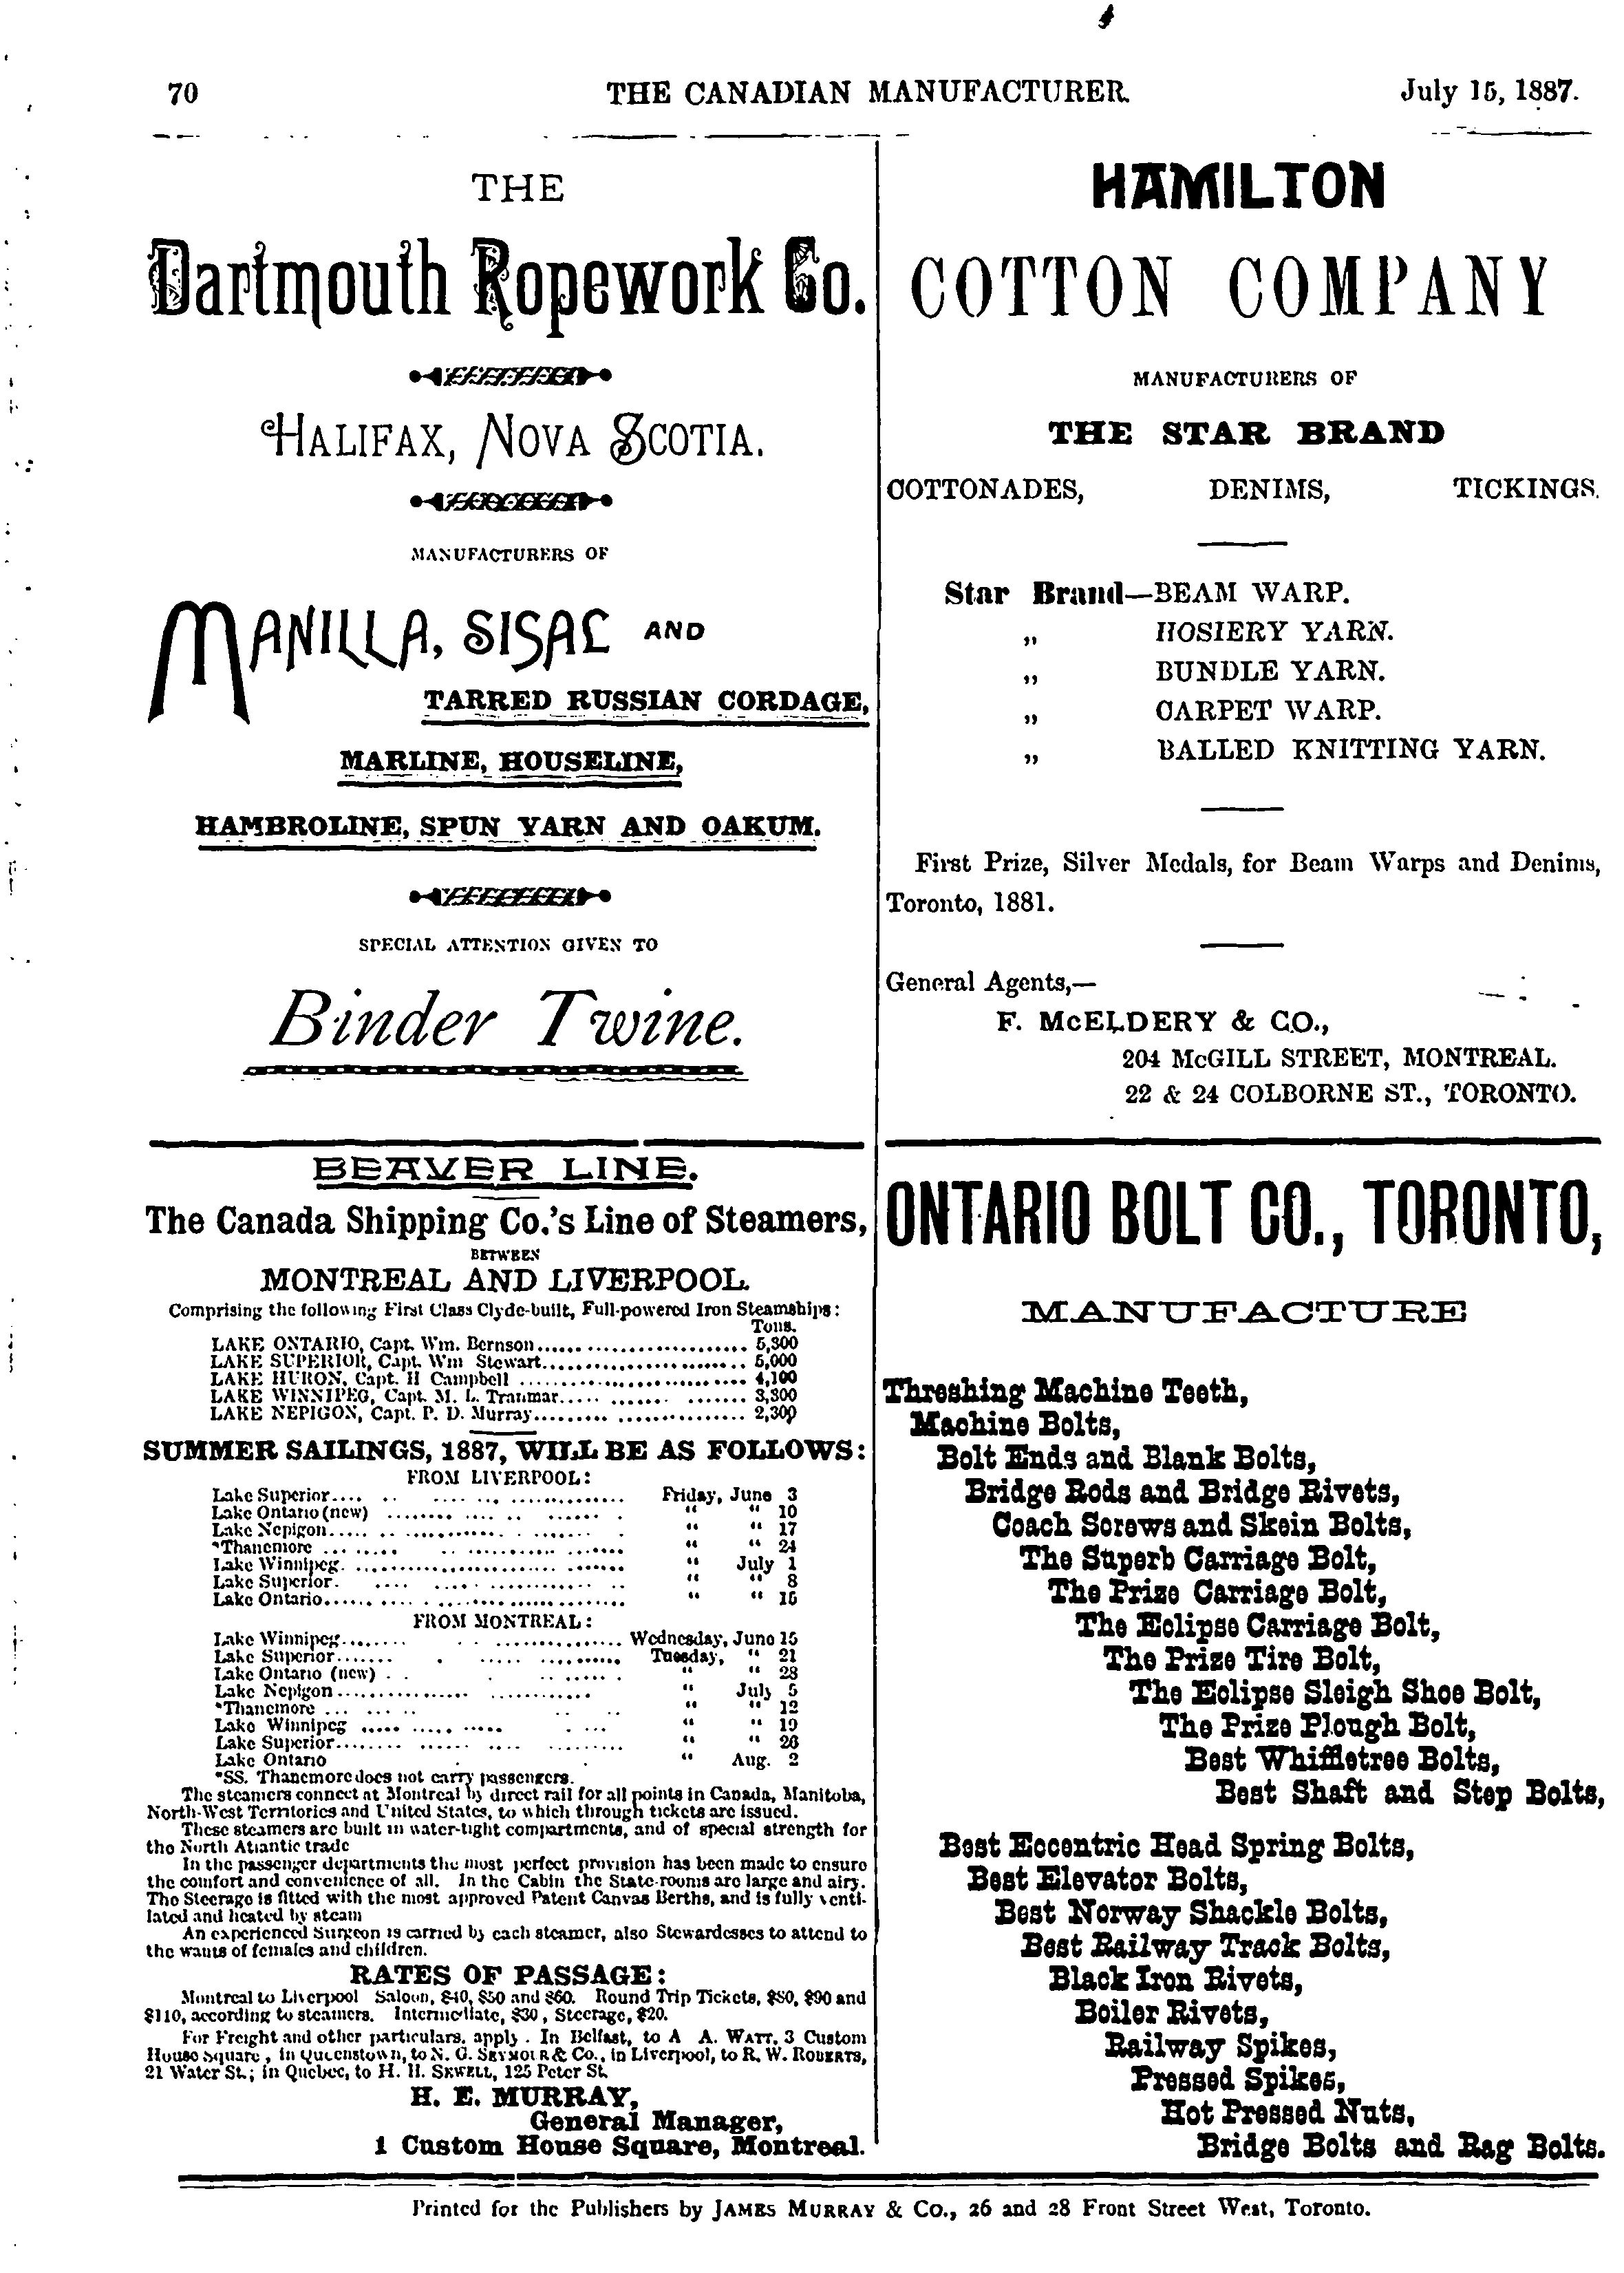 70 THE CANADIAN MANUFACTURER. July 15, 1887.
THE
Dartmouth Ropework Co.
HALIFAX, NOVA SCOTIA.
MANUFACTURERS OF
MANILLA, SISAL AND
TARRED RUSSIAN CORDAGE,
MARLINE, HOUSELINE,
HAMBROLINE, SPUN YARN AND OAKUM.
SPECIAL ATTENTION GIVEN TO
Binder Twine.
BEAVER LINE.
The Canada Shipping Co.'s Line of Steamers,
BETWEEN
MONTREAL AND LIVERPOOL.
Comprising the following First Class Clyde-built, Full-powered Iron Steamships:
Tons.
LAKE ONTARIO, Capt. Wm. Bernson 5,300
LAKE SUPERIOR, Capt. Wm Stewart 5,000
LAKE HURON, Capt. H Campbell 4,100
LAKE WINNIPEG, Capt. M. L. Tranmar 3,300
LAKE NEPIGON, Capt. P. D. Murray 2,300
SUMMER SAILINGS, 1887, WILL BE AS FOLLOWS:
FROM LIVERPOOL:
Lake Superior Friday, June 3
Lake Ontario (new) " " 10
Lake Nepigon " " 17
*Thanemore " " 24
Lake Winnipeg " July 1
Lake Superior " " 8
Lake Ontario " " 15
FROM MONTREAL:
Lake Winnipeg Wednesday, June 15
Lake Superior Tuesday, " 21
Lake Ontario (new) " " 28
Lake Nepigon " July 5
*Thanemore " " 12
Lake Winnipeg " " 19
Lake Superior " " 26
Lake Ontario " Aug. 2
*SS. Thanemore does not carry passengers.
The steamers connect at Montreal by direct rail for all points in Canada, Manitoba,
North-West Territories and United States, to which through tickets are issued.
These steamers are built in water-tight compartments, and of special strength for
the North Atlantic trade
In the passenger departments the most perfect provision has been made to ensure
the comfort and convenience of all. In the Cabin the State-rooms are large and airy.
The Steerage is fitted with the most approved Patent Canvas Berths, and is fully venti-
lated and heated by steam
An experienced Surgeon is carried by each steamer, also Stewardesses to attend to
the wants of females and children.
RATES OF PASSAGE:
Montreal to Liverpool Saloon, $40, $50 and $60. Round Trip Tickets, $80, $90 and
$110, according to steamers. Intermediate, $30, Steerage, $20.
For Freight and other particulars, apply. In Belfast, to A A. WATT, 3 Custom
House Square, in Queenstown, to N. G. SEYMOUR & Co., in Liverpool, to R. W. ROBERTS,
21 Water St.; in Quebec, to H. H. SEWELL, 125 Peter St.
H. E. MURRAY,
General Manager,
1 Custom House Square, Montreal.
HAMILTON
COTTON COMPANY
MANUFACTURERS OF
THE STAR BRAND
COTTONADES, DENIMS, TICKINGS.
Star Brand—BEAM WARP.
„ HOSIERY YARN.
„ BUNDLE YARN.
„ CARPET WARP.
„ BALLED KNITTING YARN.
First Prize, Silver Medals, for Beam Warps and Denims,
Toronto, 1881.
General Agents,—
F. McELDERY & CO.,
204 McGILL STREET, MONTREAL.
22 & 24 COLBORNE ST., TORONTO.
ONTARIO BOLT CO., TORONTO,
MANUFACTURE
Threshing Machine Teeth,
Machine Bolts,
Bolt Ends and Blank Bolts,
Bridge Rods and Bridge Rivets,
Coach Screws and Skein Bolts,
The Superb Carriage Bolt,
The Prize Carriage Bolt,
The Eclipse Carriage Bolt,
The Prize Tire Bolt,
The Eclipse Sleigh Shoe Bolt,
The Prize Plough Bolt,
Best Whiffletree Bolts,
Best Shaft and Step Bolts,
Best Eccentric Head Spring Bolts,
Best Elevator Bolts,
Best Norway Shackle Bolts,
Best Railway Track Bolts,
Black Iron Rivets,
Boiler Rivets,
Railway Spikes,
Pressed Spikes,
Hot Pressed Nuts,
Bridge Bolts and Rag Bolts.
Printed for the Publishers by JAMES MURRAY & Co., 26 and 28 Front Street West, Toronto.